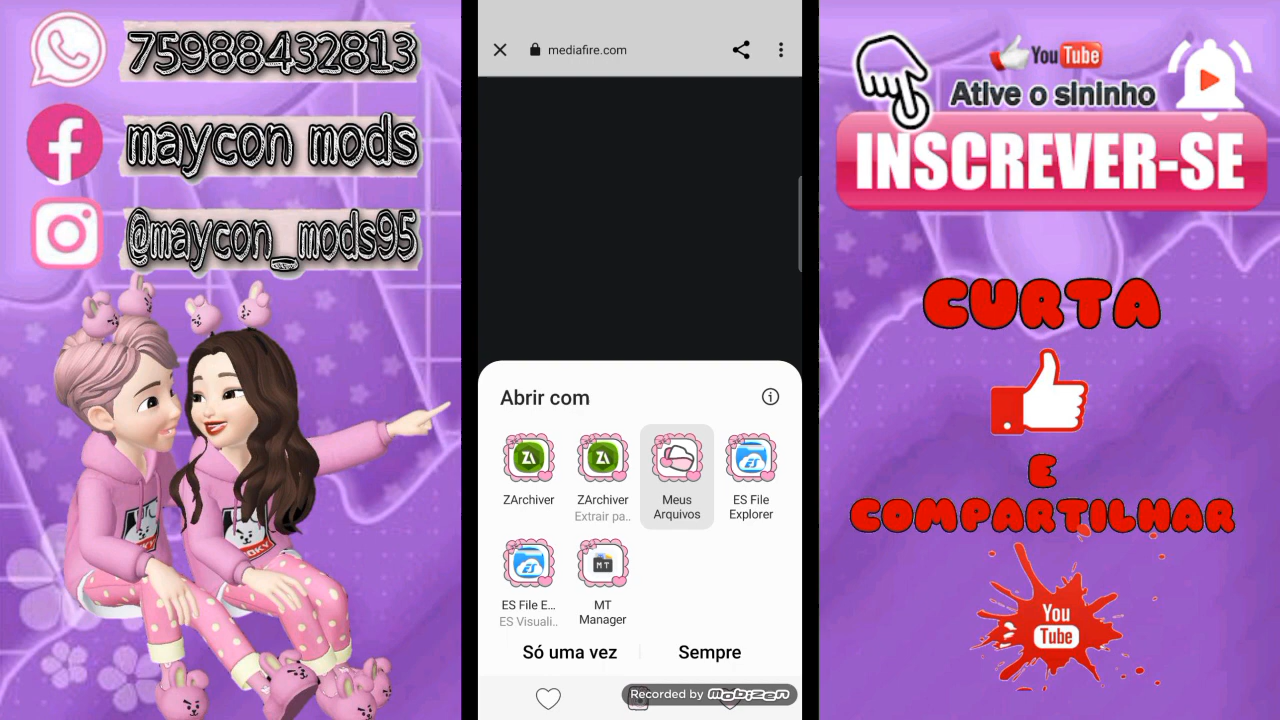 75988432813
maycon mods
@maycon_mods95
mediafire.com
Abrir com
ZArchiver
ZArchiver
Extrair pa..
Meus
Arquivos
ES File
Explorer
ES File E...
ES Visuali..
MT
Manager
Só uma vez
Sempre
Recorded by mobizen
YouTube
Ative o sininho
INSCREVER-SE
CURTA
E
COMPARTILHAR
You
Tube